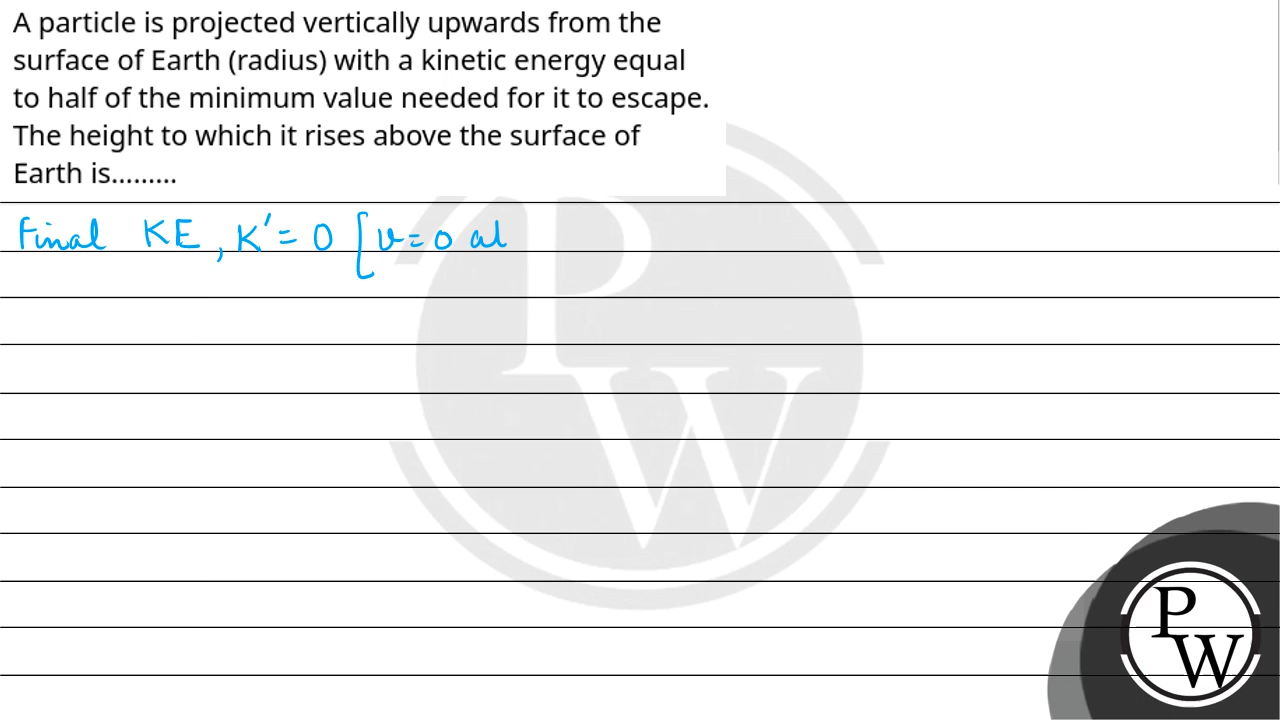 A particle is projected vertically upwards from the
surface of Earth (radius) with a kinetic energy equal
to half of the minimum value needed for it to escape.
The height to which it rises above the surface of
Earth is.........
Final KE, K' = 0 [v=0 at
PW
PW